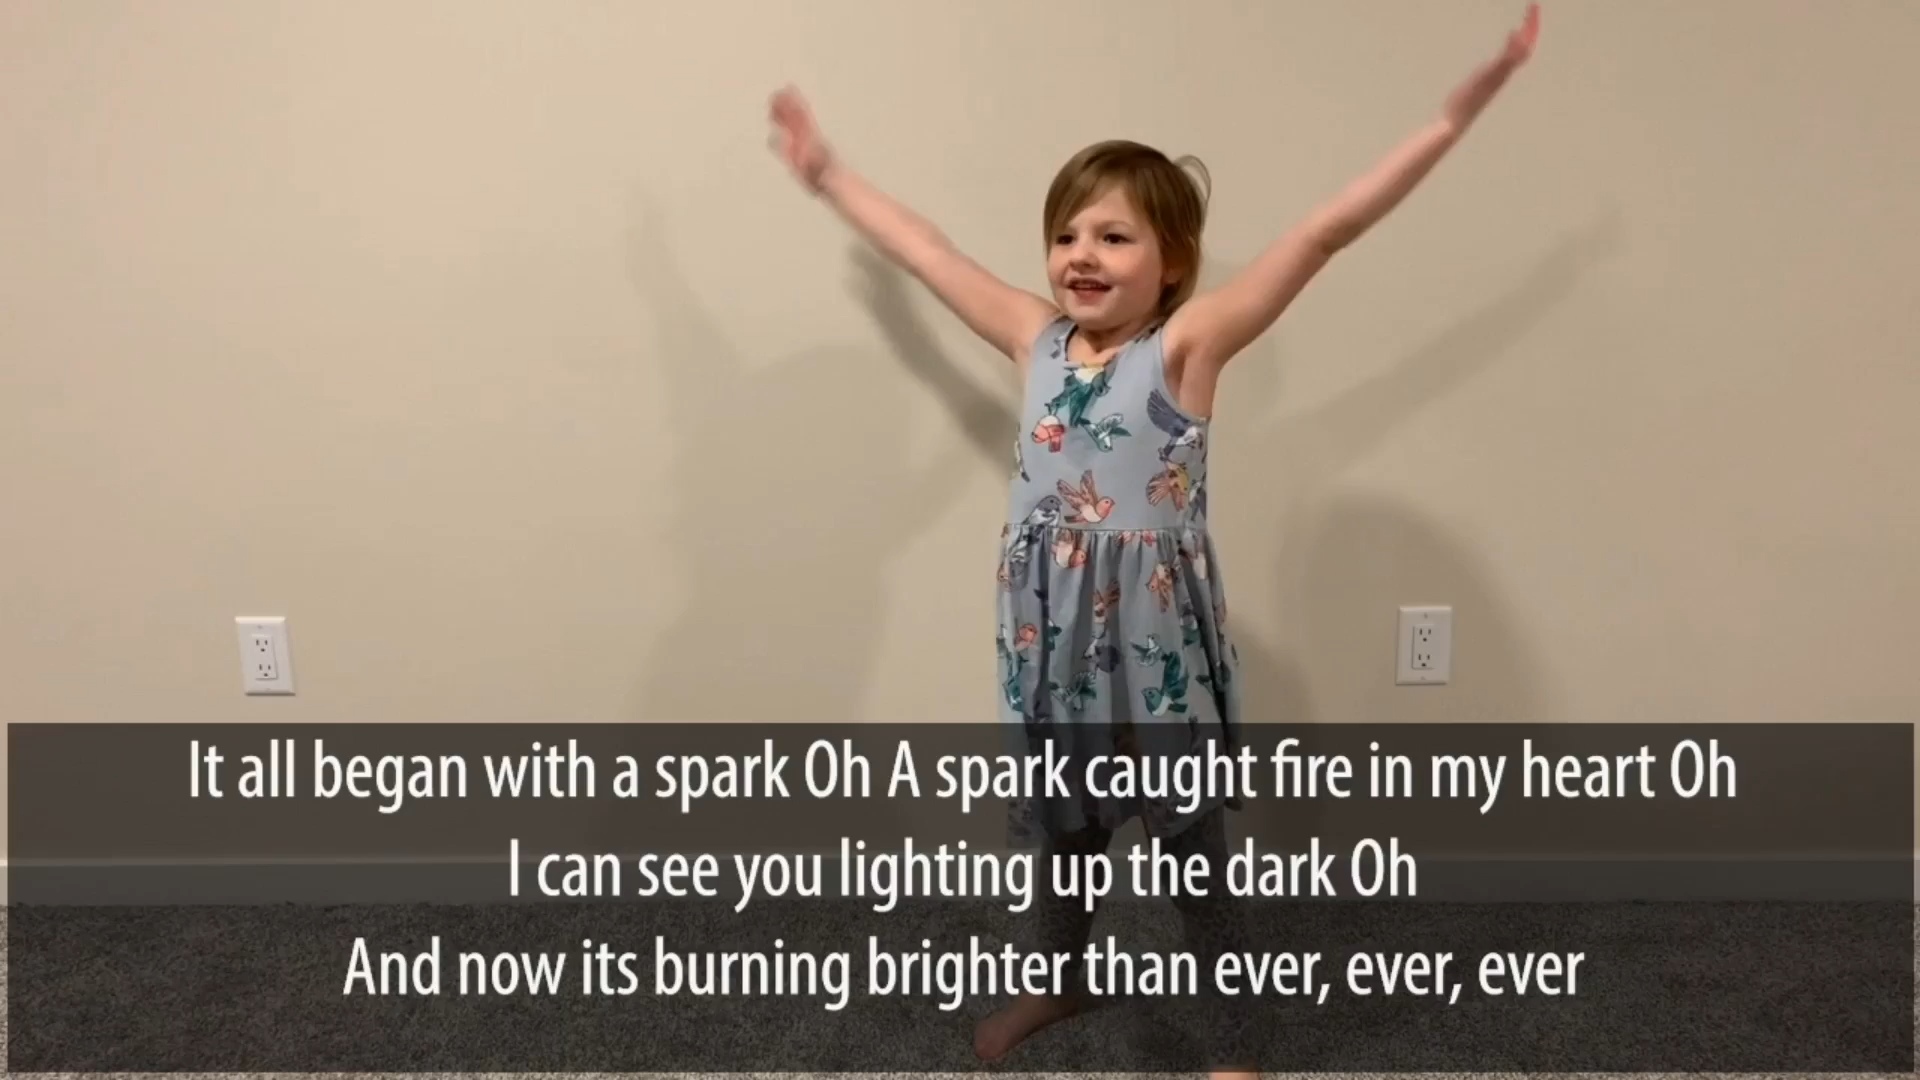 It all began with a spark Oh A spark caught fire in my heart Oh
I can see you lighting up the dark Oh
And now its burning brighter than ever, ever, ever